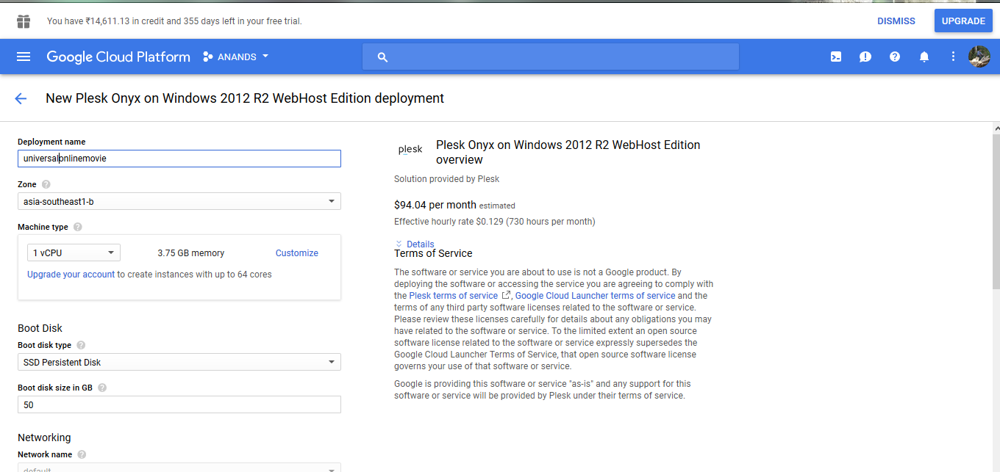 You have ₹14,611.13 in credit and 355 days left in your free trial.
DISMISS
UPGRADE
Google Cloud Platform
ANANDS
New Plesk Onyx on Windows 2012 R2 WebHost Edition deployment
Deployment name
universalonlinemovie
Zone
asia-southeast1-b
Machine type
1 vCPU
3.75 GB memory
Customize
Upgrade your account to create instances with up to 64 cores
Boot Disk
Boot disk type
SSD Persistent Disk
Boot disk size in GB
50
Networking
Network name
default
plesk
Plesk Onyx on Windows 2012 R2 WebHost Edition
overview
Solution provided by Plesk
$94.04 per month estimated
Effective hourly rate $0.129 (730 hours per month)
Details
Terms of Service
The software or service you are about to use is not a Google product. By
deploying the software or accessing the service you are agreeing to comply with
the Plesk terms of service , Google Cloud Launcher terms of service and the
terms of any third party software licenses related to the software or service.
Please review these licenses carefully for details about any obligations you may
have related to the software or service. To the limited extent an open source
software license related to the software or service expressly supersedes the
Google Cloud Launcher Terms of Service, that open source software license
governs your use of that software or service.
Google is providing this software or service "as-is" and any support for this
software or service will be provided by Plesk under their terms of service.